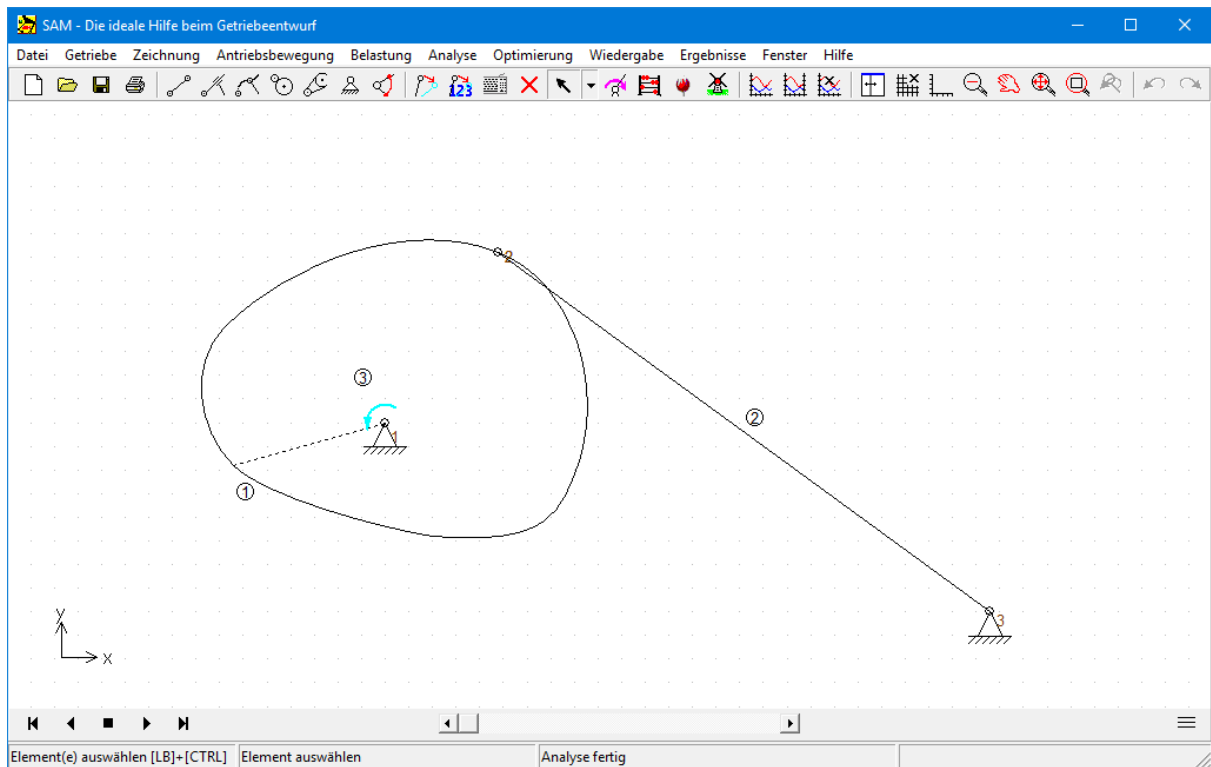 SAM - Die ideale Hilfe beim Getriebeentwurf
Datei Getriebe Zeichnung Antriebsbewegung Belastung Analyse Optimierung Wiedergabe Ergebnisse Fenster Hilfe
123
2
3
1
2
1
3
y
x
Element(e) auswählen [LB]+[CTRL] Element auswählen Analyse fertig